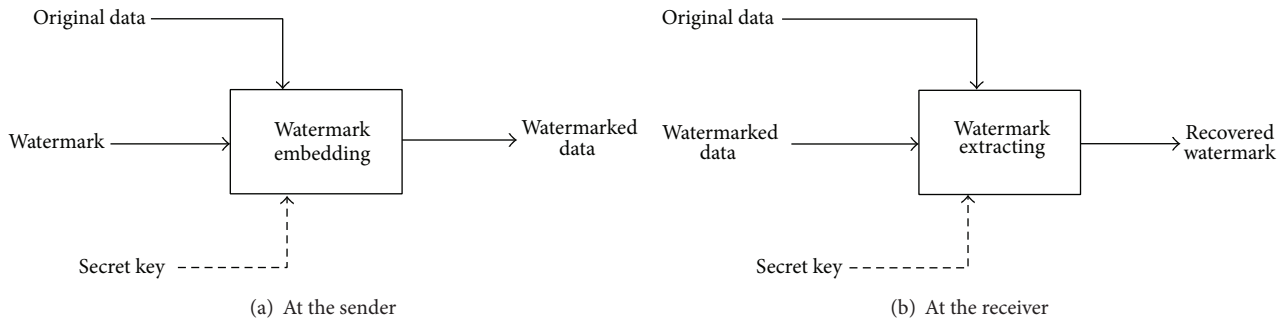 Original data
Watermark
Watermark
embedding
Watermarked
data
Secret key
(a) At the sender
Original data
Watermarked
data
Watermark
extracting
Recovered
watermark
Secret key
(b) At the receiver